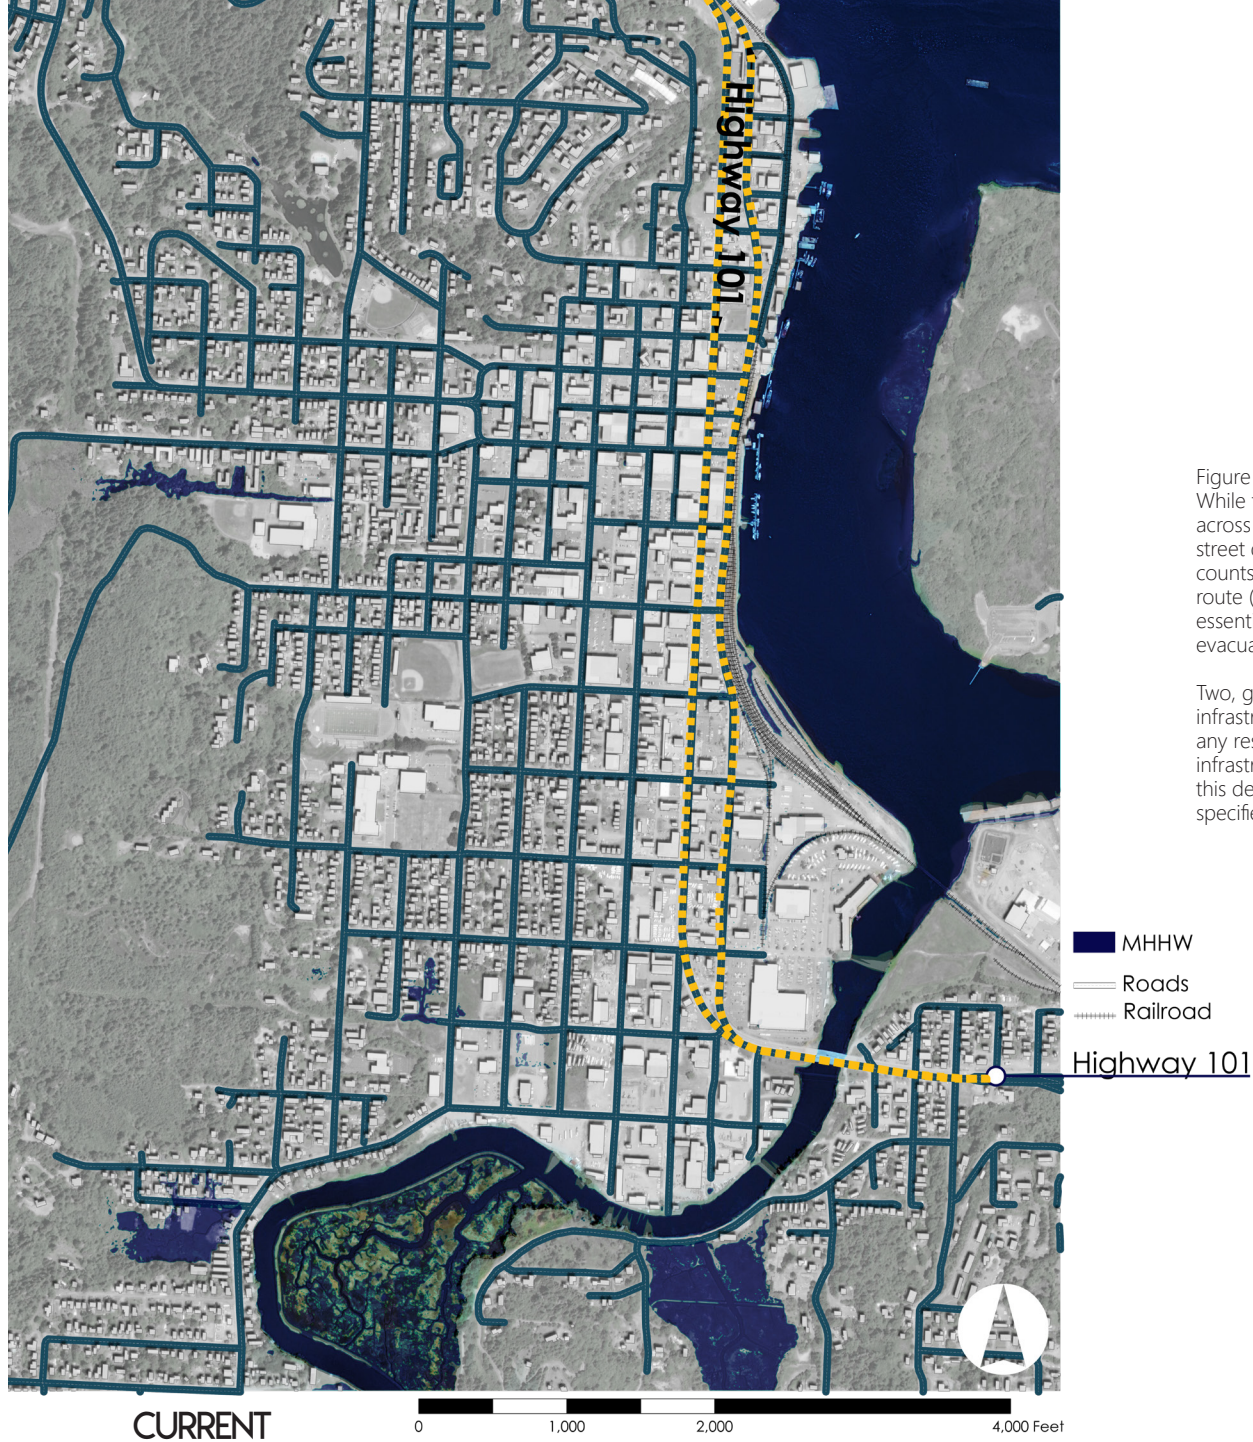 Highway 101
Figure
While
across
street
counts
route (
essent
evacua
Two, g
infrastr
any res
infrastr
this de
specifie
MHHW
Roads
Railroad
Highway 101
CURRENT
0
1,000
2,000
4,000 Feet